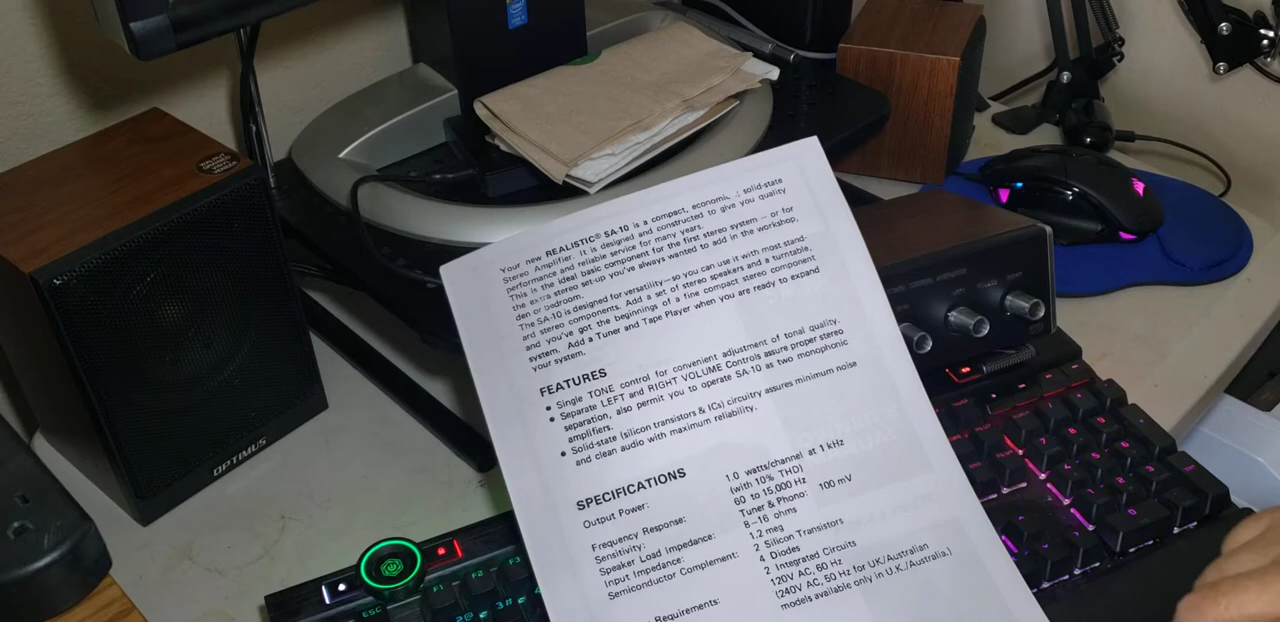 Your new REALISTIC® SA-10 is a compact, solid-state
Stereo Amplifier. It is designed and constructed to give you quality
performance and reliable service for many years.
This is the ideal basic component for the first stereo system — or for
the extra stereo set-up you've always wanted to add in the workshop,
den or bedroom.
The SA-10 is designed for versatility—so you can use it with most stand-
ard stereo components. Add a set of stereo speakers and a turntable,
and you've got the beginnings of a fine compact stereo component
system. Add a Tuner and Tape Player when you are ready to expand
your system.
FEATURES
• Single TONE control for convenient adjustment of tonal quality.
• Separate LEFT and RIGHT VOLUME Controls assure proper stereo
separation, also permit you to operate SA-10 as two monophonic
amplifiers.
• Solid-state (silicon transistors & ICs) circuitry assures minimum noise
and clean audio with maximum reliability.
SPECIFICATIONS
Output Power: 1.0 watts/channel at 1 kHz
(with 10% THD)
Frequency Response: 60 to 15,000 Hz
Sensitivity: Tuner & Phono: 100 mV
Speaker Load Impedance: 8–16 ohms
Input Impedance: 1.2 meg
Semiconductor Complement: 2 Silicon Transistors
4 Diodes
2 Integrated Circuits
Requirements: 120V AC, 60 Hz
(240V AC, 60 Hz for UK/Australian
models available only in U.K./Australia.)
OPTIMUS
ESC
F1
F2
F3